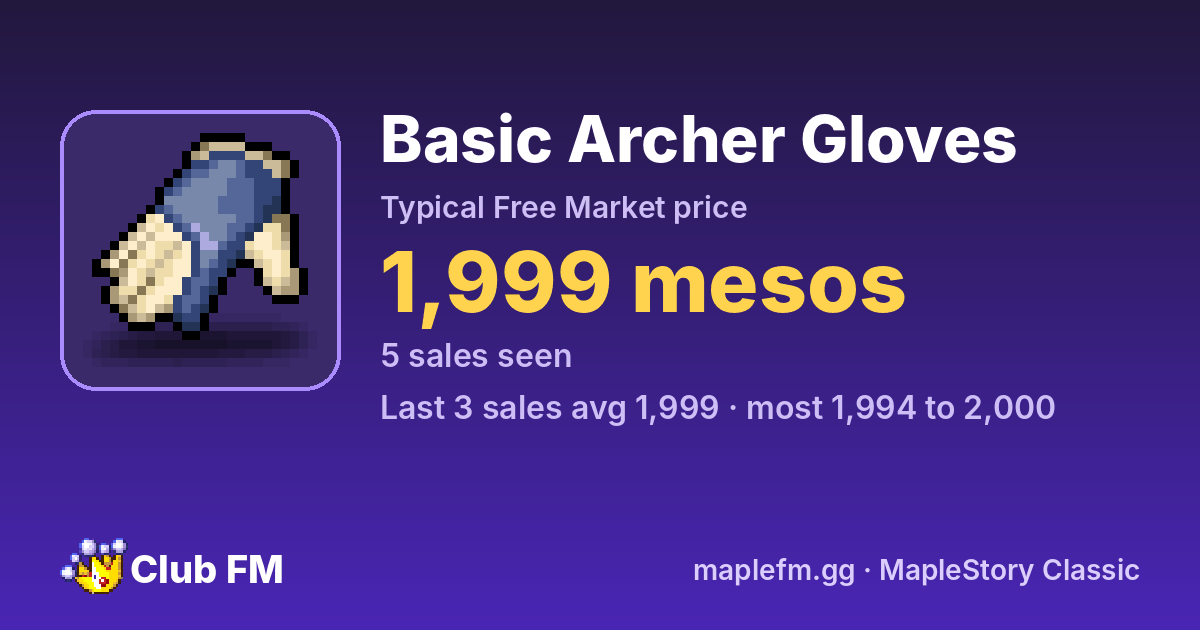 Basic Archer Gloves
Typical Free Market price
1,999 mesos
5 sales seen
Last 3 sales avg 1,999 · most 1,994 to 2,000
Club FM
maplefm.gg · MapleStory Classic